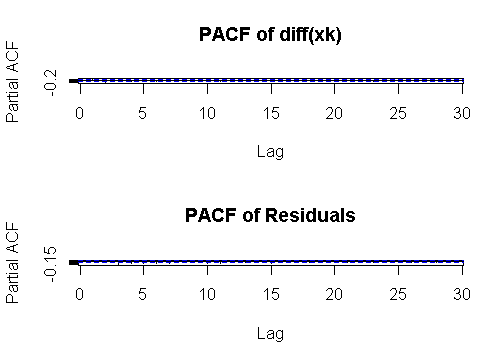 PACF of diff(xk)
Partial ACF
-0.2
0 5 10 15 20 25 30
Lag
PACF of Residuals
Partial ACF
-0.15
0 5 10 15 20 25 30
Lag